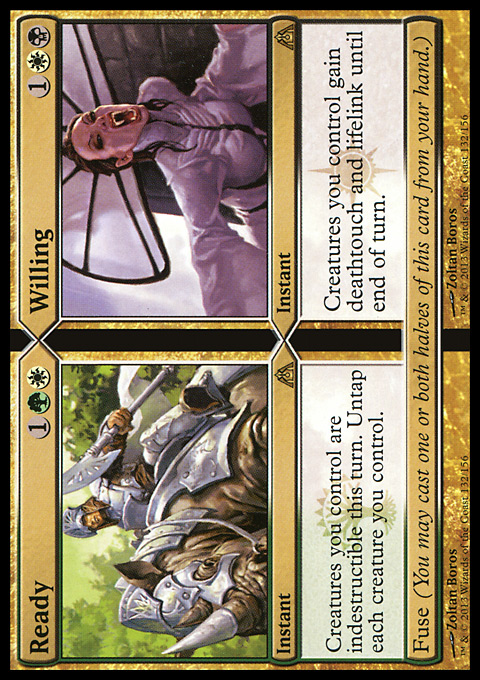 Ready 1
Instant
Creatures you control are
indestructible this turn. Untap
each creature you control.
Willing 1
Instant
Creatures you control gain
deathtouch and lifelink until
end of turn.
Fuse (You may cast one or both halves of this card from your hand.)
Zoltan Boros
™ & © 2013 Wizards of the Coast 132/156
Zoltan Boros
™ & © 2013 Wizards of the Coast 132/156